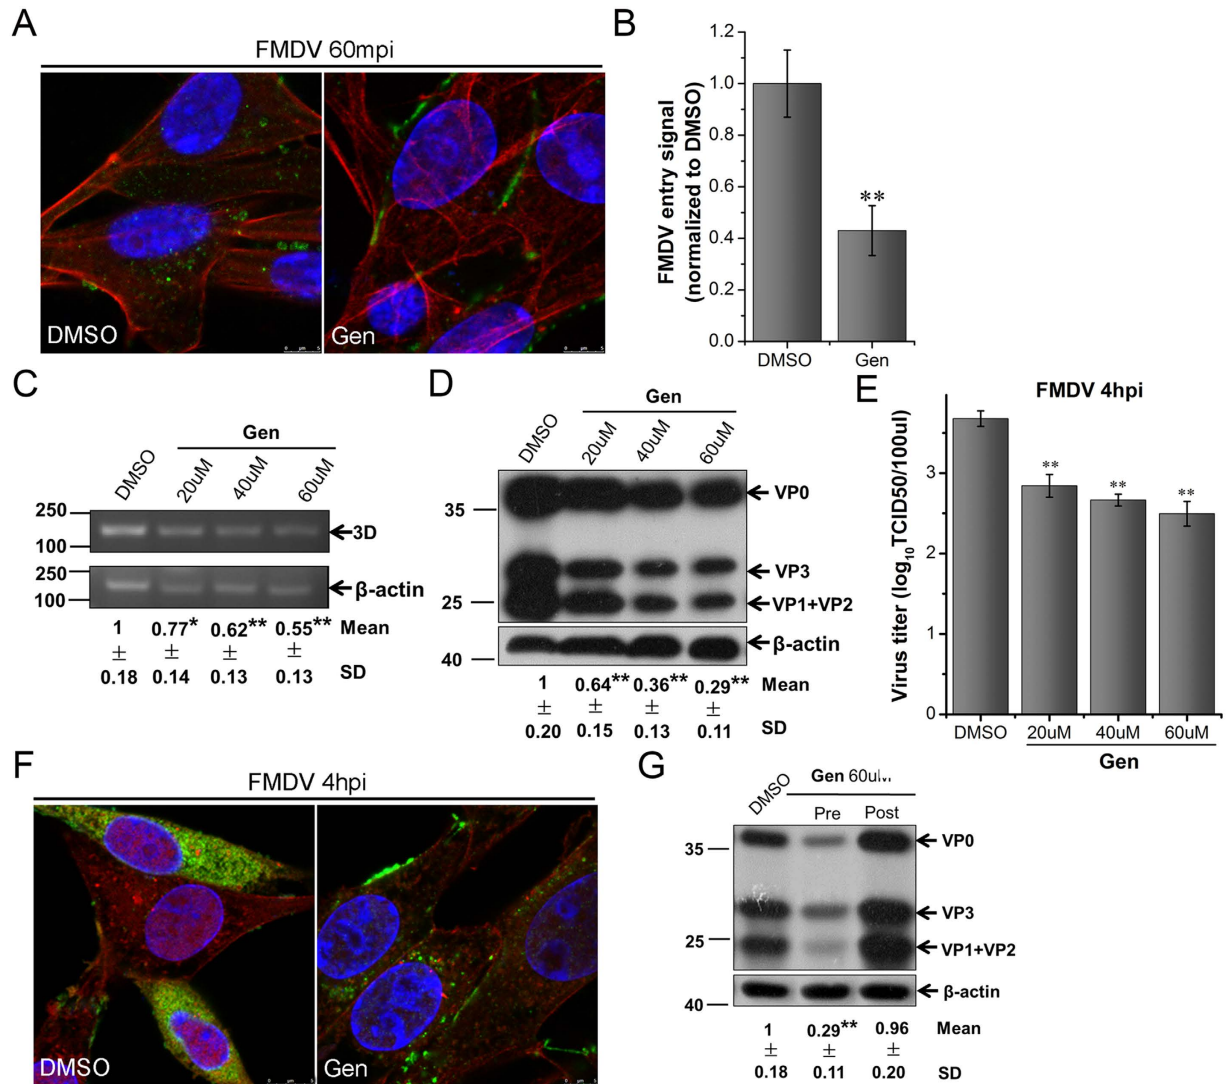 A
FMDV 60mpi
DMSO
Gen
B
FMDV entry signal
(normalized to DMSO)
1.2
1.0
0.8
0.6
0.4
0.2
0.0
**
DMSO Gen
C
Gen
DMSO 20uM 40uM 60uM
250
100
3D
250
100
β-actin
1 0.77* 0.62** 0.55** Mean
± ± ± ±
0.18 0.14 0.13 0.13 SD
D
Gen
DMSO 20uM 40uM 60uM
VP0
35
VP3
25
VP1+VP2
β-actin
40
1 0.64** 0.36** 0.29** Mean
± ± ± ±
0.20 0.15 0.13 0.11 SD
E
FMDV 4hpi
Virus titer (log10TCID50/100ul)
3
2
1
0
** ** **
DMSO 20uM 40uM 60uM
Gen
F
FMDV 4hpi
DMSO
Gen
G
Gen 60uM
DMSO Pre Post
VP0
35
VP3
25
VP1+VP2
β-actin
40
1 0.29** 0.96 Mean
± ± ±
0.18 0.11 0.20 SD